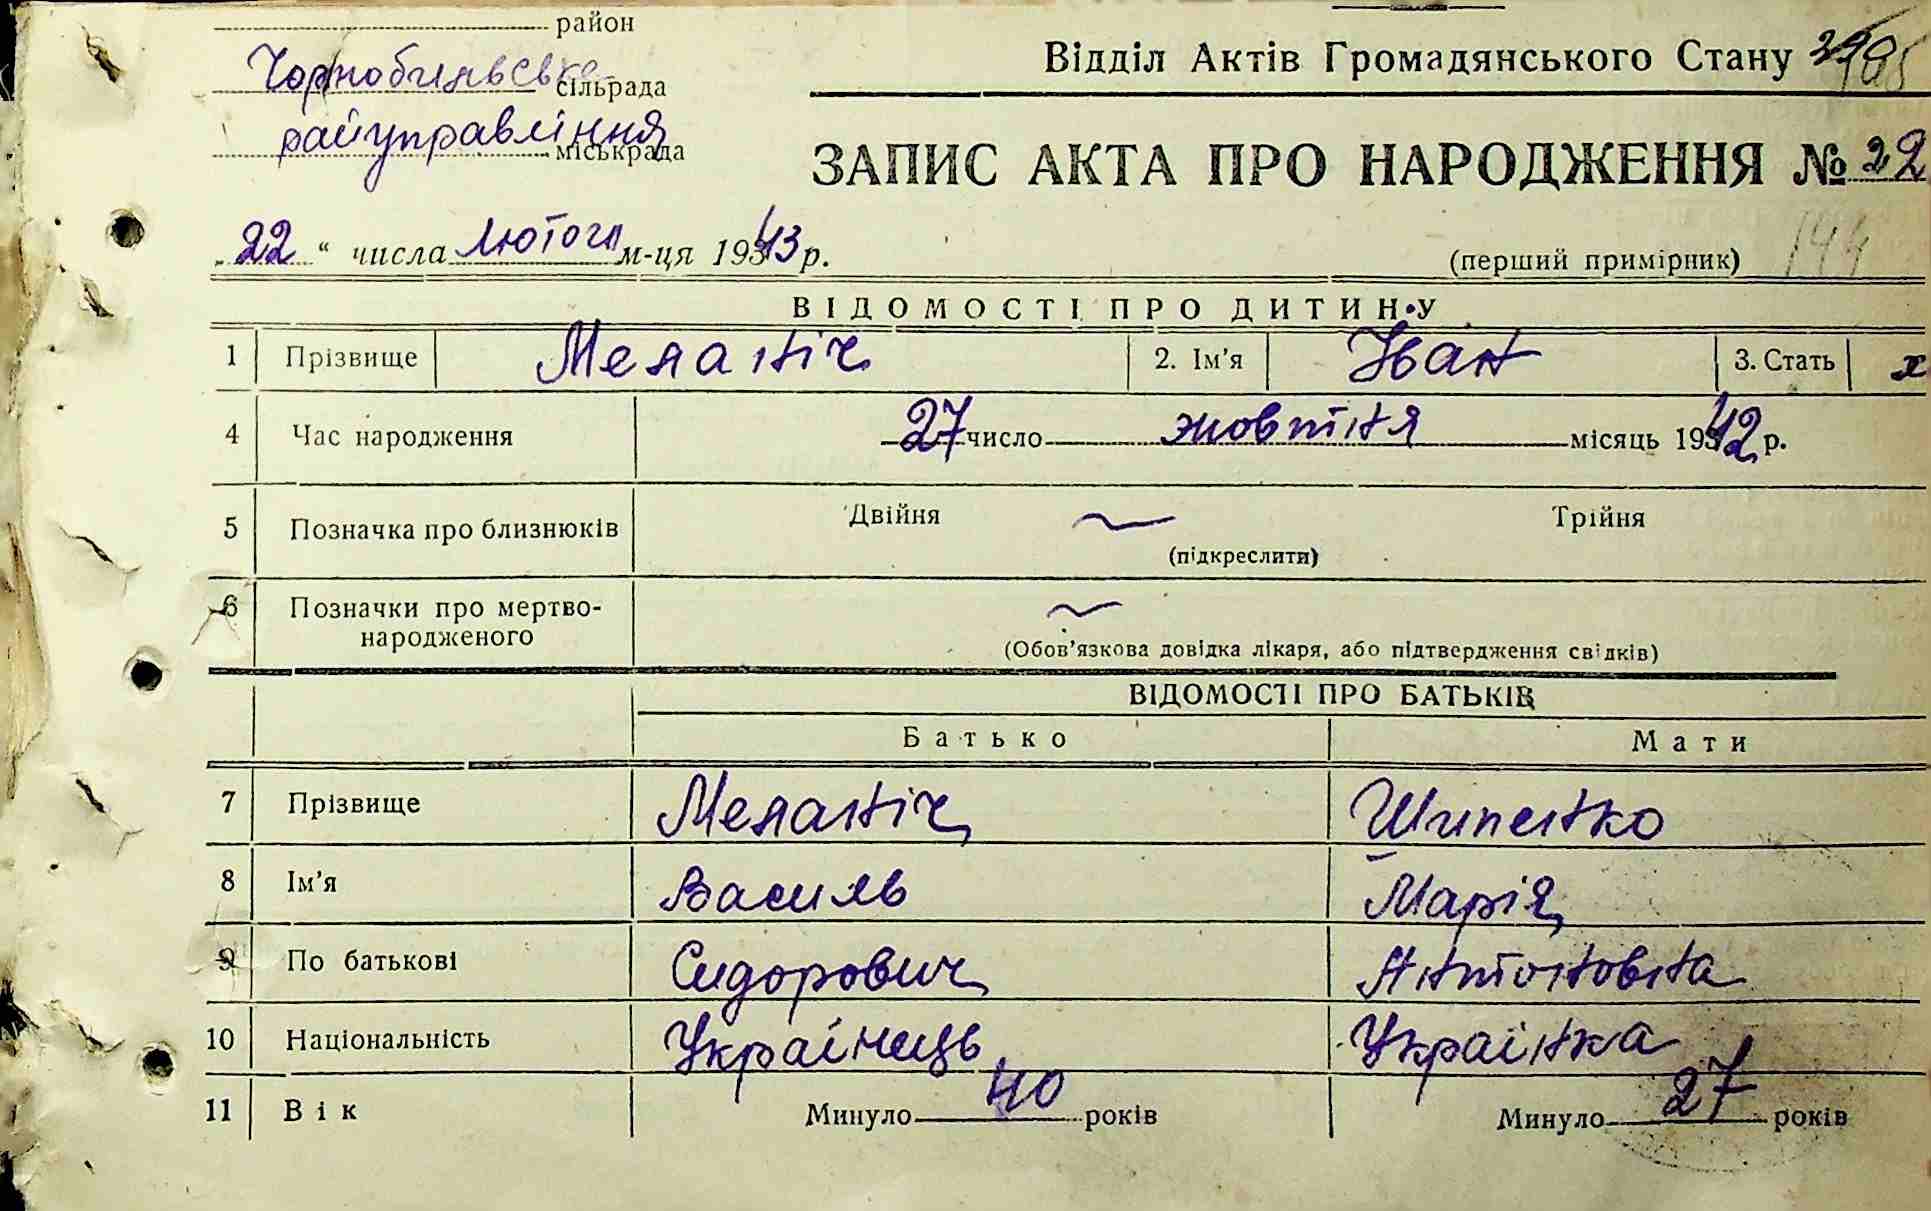 район
Відділ Актів Громадянського Стану
Чорнобильське сільрада
райуправління міськрада
ЗАПИС АКТА ПРО НАРОДЖЕННЯ № 22
„22“ числа лютого м-ця 1943 р.
(перший примірник) 144
ВІДОМОСТІ ПРО ДИТИНУ
1 Прізвище Меланіч 2. Ім'я Іван 3. Стать
4 Час народження 27 число жовтня місяць 1942 р.
5 Позначка про близнюків Двійня ~ Трійня
(підкреслити)
6 Позначки про мертво-
народженого ~
(Обов'язкова довідка лікаря, або підтвердження свідків)
ВІДОМОСТІ ПРО БАТЬКІВ
Батько Мати
7 Прізвище Меланіч Шипенко
8 Ім'я Василь Марія
9 По батькові Сидорович Антоновна
10 Національність Українець Українка
11 Вік Минуло 40 років Минуло 27 років